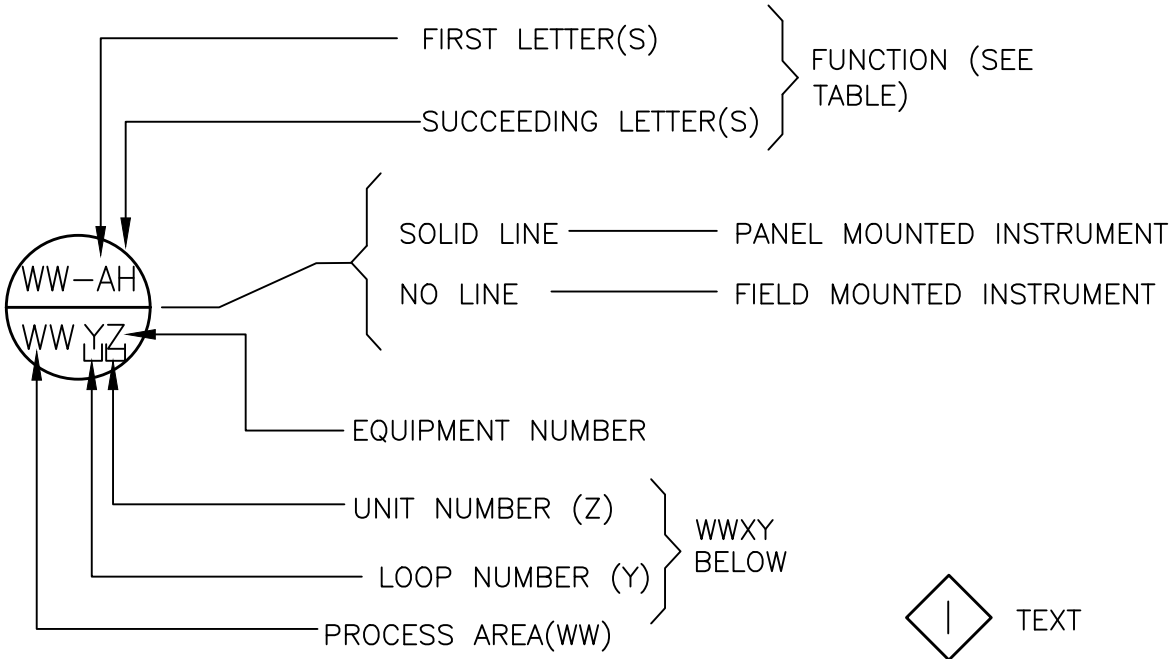 FIRST LETTER(S)
FUNCTION (SEE
TABLE)
SUCCEEDING LETTER(S)
SOLID LINE
PANEL MOUNTED INSTRUMENT
NO LINE
FIELD MOUNTED INSTRUMENT
WW-AH
WW YZ
EQUIPMENT NUMBER
UNIT NUMBER (Z)
WWXY
BELOW
LOOP NUMBER (Y)
PROCESS AREA(WW)
I
TEXT